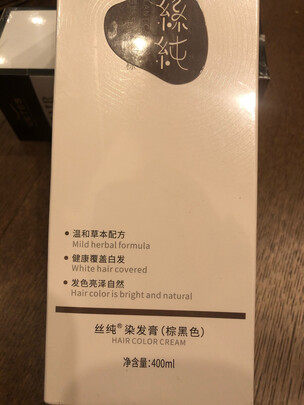 絲純
• 温和草本配方
Mild herbal formula
• 健康覆盖白发
White hair covered
• 发色亮泽自然
Hair color is bright and natural
丝纯® 染发膏（棕黑色）
HAIR COLOR CREAM
净含量:400ml